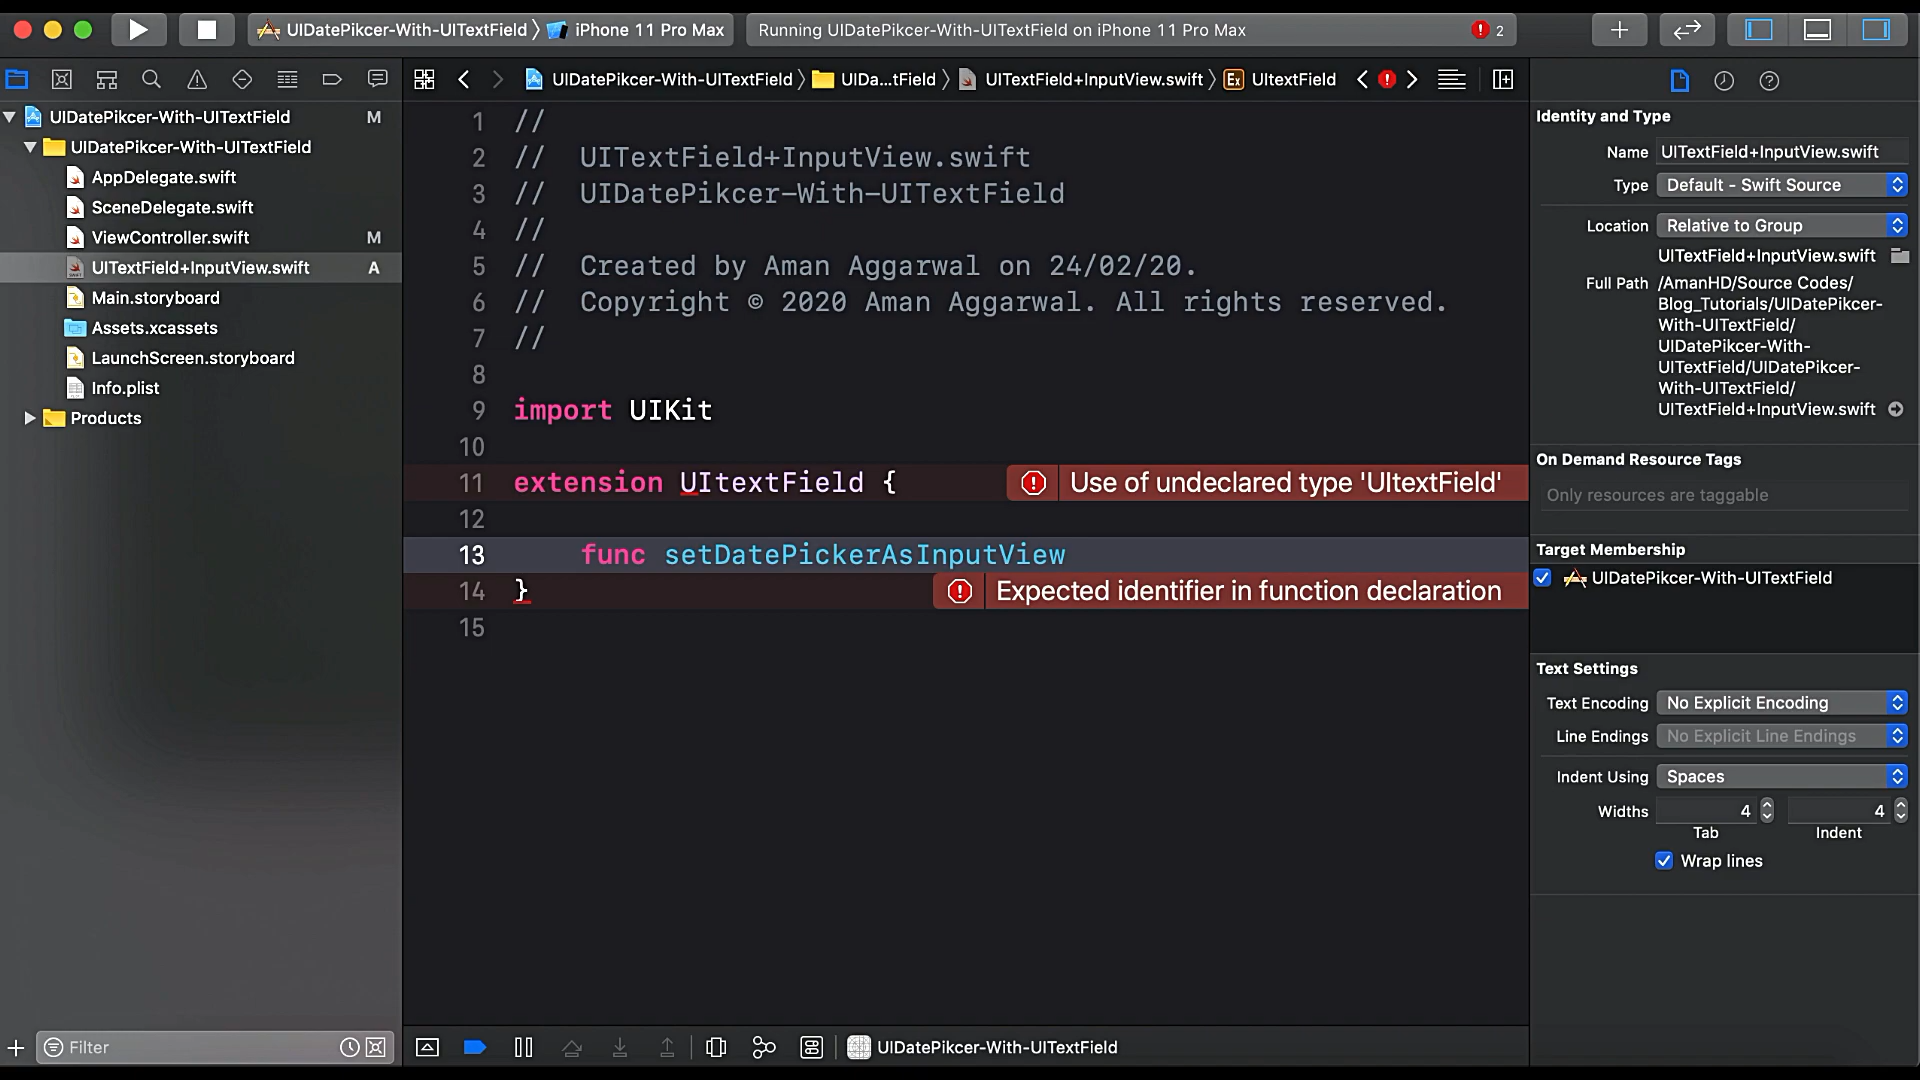 UIDatePikcer-With-UITextField
iPhone 11 Pro Max
Running UIDatePikcer-With-UITextField on iPhone 11 Pro Max
2
UIDatePikcer-With-UITextField
UIDa...tField
UITextField+InputView.swift
Ex
UItextField
UIDatePikcer-With-UITextField
M
UIDatePikcer-With-UITextField
AppDelegate.swift
SceneDelegate.swift
ViewController.swift
M
UITextField+InputView.swift
A
Main.storyboard
Assets.xcassets
LaunchScreen.storyboard
Info.plist
Products
Filter
1 //
2 // UITextField+InputView.swift
3 // UIDatePikcer-With-UITextField
4 //
5 // Created by Aman Aggarwal on 24/02/20.
6 // Copyright © 2020 Aman Aggarwal. All rights reserved.
7 //
8
9 import UIKit
10
11 extension UItextField {
Use of undeclared type 'UItextField'
12
13 func setDatePickerAsInputView
14 }
Expected identifier in function declaration
15
UIDatePikcer-With-UITextField
Identity and Type
Name UITextField+InputView.swift
Type Default - Swift Source
Location Relative to Group
UITextField+InputView.swift
Full Path /AmanHD/Source Codes/
Blog_Tutorials/UIDatePikcer-
With-UITextField/
UIDatePikcer-With-
UITextField/UIDatePikcer-
With-UITextField/
UITextField+InputView.swift
On Demand Resource Tags
Only resources are taggable
Target Membership
UIDatePikcer-With-UITextField
Text Settings
Text Encoding No Explicit Encoding
Line Endings No Explicit Line Endings
Indent Using Spaces
Widths 4 4
Tab Indent
Wrap lines